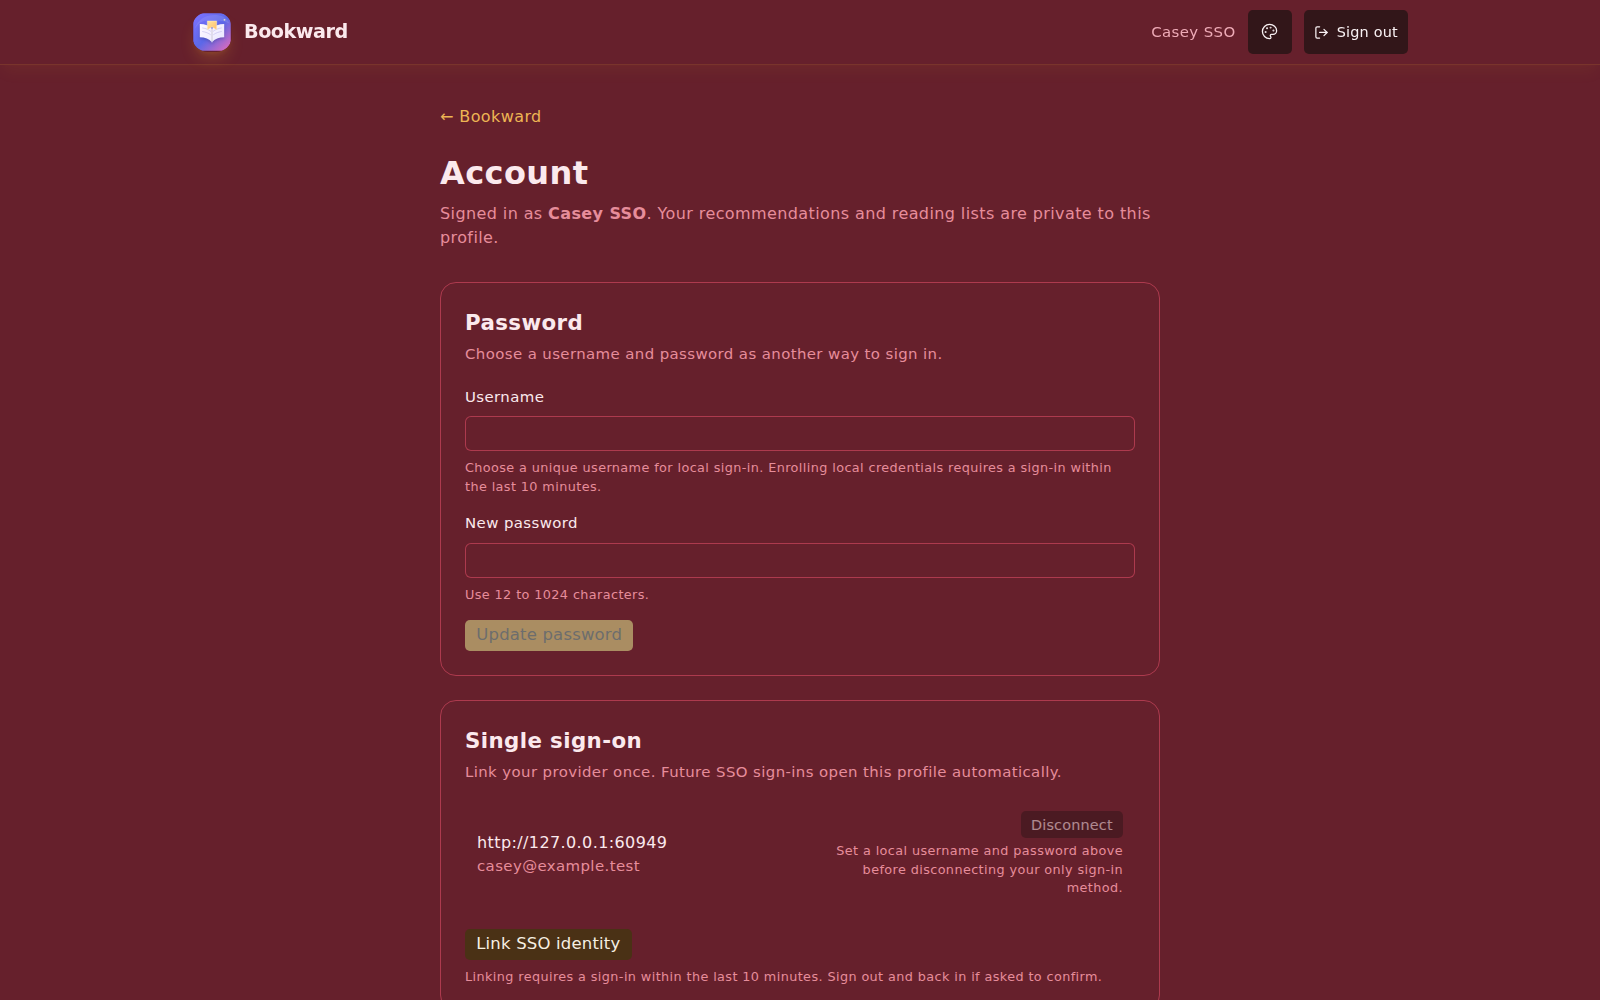 Bookward
Casey SSO
Sign out
← Bookward
Account
Signed in as Casey SSO. Your recommendations and reading lists are private to this
profile.
Password
Choose a username and password as another way to sign in.
Username
Choose a unique username for local sign-in. Enrolling local credentials requires a sign-in within
the last 10 minutes.
New password
Use 12 to 1024 characters.
Update password
Single sign-on
Link your provider once. Future SSO sign-ins open this profile automatically.
http://127.0.0.1:60949
casey@example.test
Disconnect
Set a local username and password above
before disconnecting your only sign-in
method.
Link SSO identity
Linking requires a sign-in within the last 10 minutes. Sign out and back in if asked to confirm.